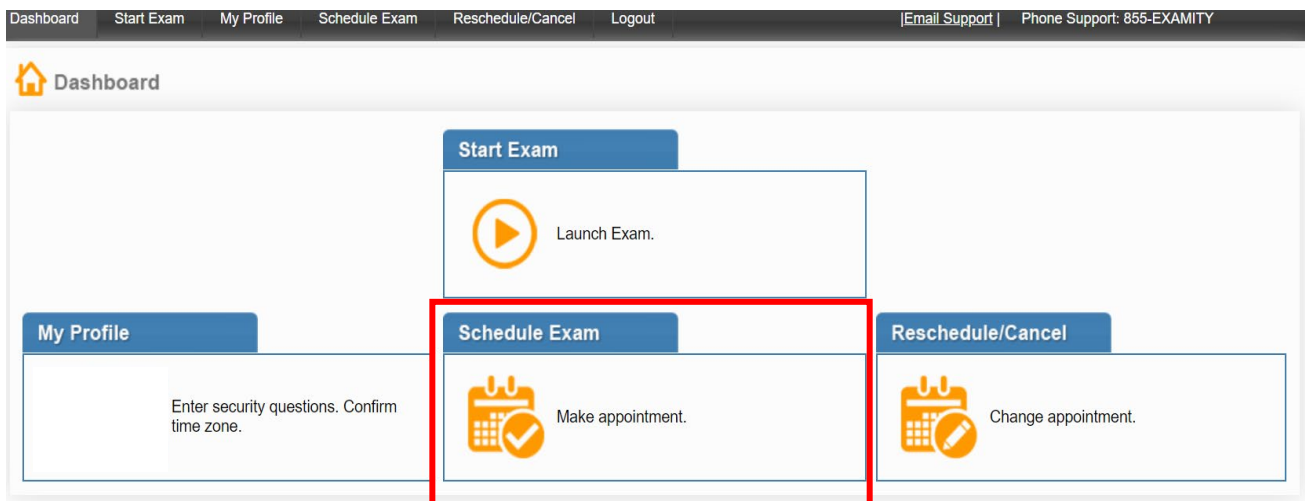 Dashboard Start Exam My Profile Schedule Exam Reschedule/Cancel Logout |Email Support | Phone Support: 855-EXAMITY
Dashboard
Start Exam
Launch Exam.
My Profile
Enter security questions. Confirm
time zone.
Schedule Exam
Make appointment.
Reschedule/Cancel
Change appointment.